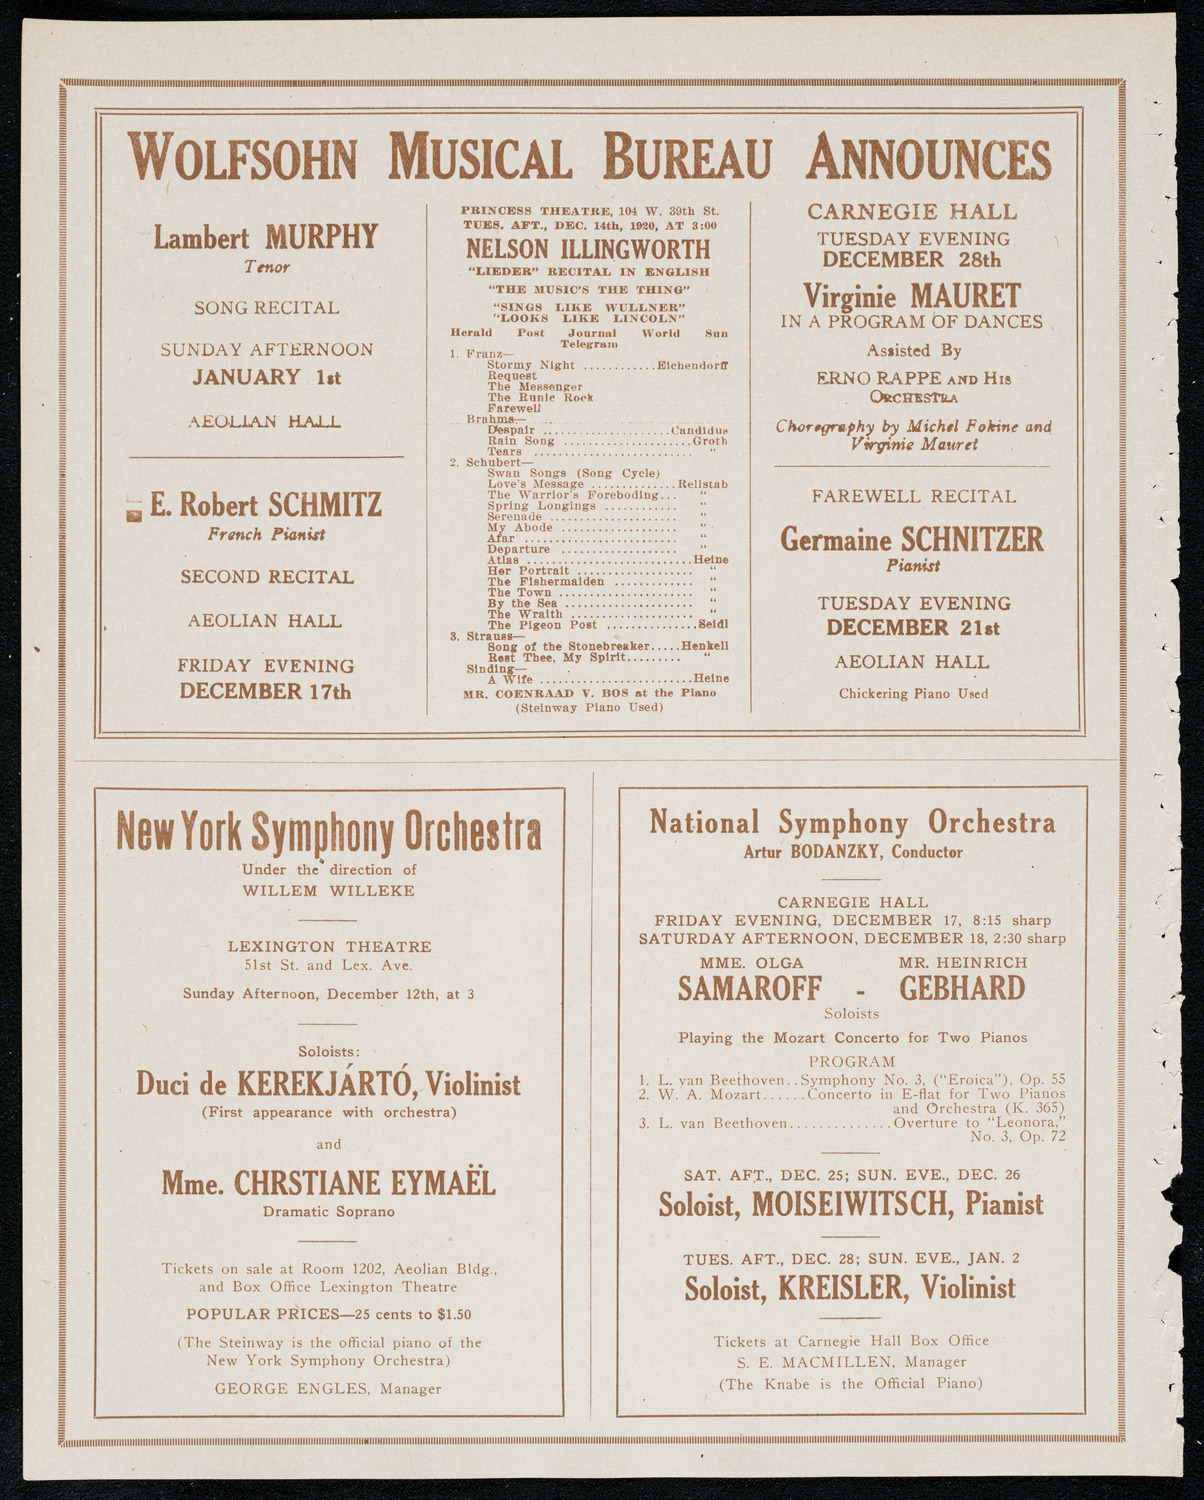 WOLFSOHN MUSICAL BUREAU ANNOUNCES
Lambert MURPHY
Tenor
SONG RECITAL
SUNDAY AFTERNOON
JANUARY 1st
AEOLIAN HALL
E. Robert SCHMITZ
French Pianist
SECOND RECITAL
AEOLIAN HALL
FRIDAY EVENING
DECEMBER 17th
PRINCESS THEATRE, 104 W. 39th St.
TUES. AFT., DEC. 14th, 1920, AT 3:00
NELSON ILLINGWORTH
"LIEDER" RECITAL IN ENGLISH
"THE MUSIC'S THE THING"
"SINGS LIKE WULLNER"
"LOOKS LIKE LINCOLN"
Herald Post Journal World Sun
Telegram
1. Franz—
Stormy Night ............Eichendorff
Request
The Messenger
The Runic Rock
Farewell
Brahms—
Despair ......................Candidus
Rain Song .....................Groth
Tears .......................... "
2. Schubert—
Swan Songs (Song Cycle)
Love's Message .............Rellstab
The Warrior's Foreboding... "
Spring Longings ............ "
Serenade ..................... "
My Abode .................... "
Afar ......................... "
Departure ................... "
Atlas ...........................Heine
Her Portrait ................... "
The Fishermaiden ............. "
The Town ...................... "
By the Sea ..................... "
The Wraith .................... "
The Pigeon Post ...............Seidl
3. Strauss—
Song of the Stonebreaker.....Henkell
Rest Thee, My Spirit......... "
Sinding—
A Wife .........................Heine
MR. COENRAAD V. BOS at the Piano
(Steinway Piano Used)
CARNEGIE HALL
TUESDAY EVENING
DECEMBER 28th
Virginie MAURET
IN A PROGRAM OF DANCES
Assisted By
ERNO RAPPE AND HIS
ORCHESTRA
Choregraphy by Michel Fokine and
Virginie Mauret
FAREWELL RECITAL
Germaine SCHNITZER
Pianist
TUESDAY EVENING
DECEMBER 21st
AEOLIAN HALL
Chickering Piano Used
New York Symphony Orchestra
Under the direction of
WILLEM WILLEKE
LEXINGTON THEATRE
51st St. and Lex. Ave.
Sunday Afternoon, December 12th, at 3
Soloists:
Duci de KEREKJÁRTÓ, Violinist
(First appearance with orchestra)
and
Mme. CHRSTIANE EYMAËL
Dramatic Soprano
Tickets on sale at Room 1202, Aeolian Bldg.,
and Box Office Lexington Theatre
POPULAR PRICES—25 cents to $1.50
(The Steinway is the official piano of the
New York Symphony Orchestra)
GEORGE ENGLES, Manager
National Symphony Orchestra
Artur BODANZKY, Conductor
CARNEGIE HALL
FRIDAY EVENING, DECEMBER 17, 8:15 sharp
SATURDAY AFTERNOON, DECEMBER 18, 2:30 sharp
MME. OLGA MR. HEINRICH
SAMAROFF - GEBHARD
Soloists
Playing the Mozart Concerto for Two Pianos
PROGRAM
1. L. van Beethoven..Symphony No. 3, ("Eroica"), Op. 55
2. W. A. Mozart......Concerto in E-flat for Two Pianos
and Orchestra (K. 365)
3. L. van Beethoven..............Overture to "Leonora,"
No. 3, Op. 72
SAT. AFT., DEC. 25; SUN. EVE., DEC. 26
Soloist, MOISEIWITSCH, Pianist
TUES. AFT., DEC. 28; SUN. EVE., JAN. 2
Soloist, KREISLER, Violinist
Tickets at Carnegie Hall Box Office
S. E. MACMILLEN, Manager
(The Knabe is the Official Piano)